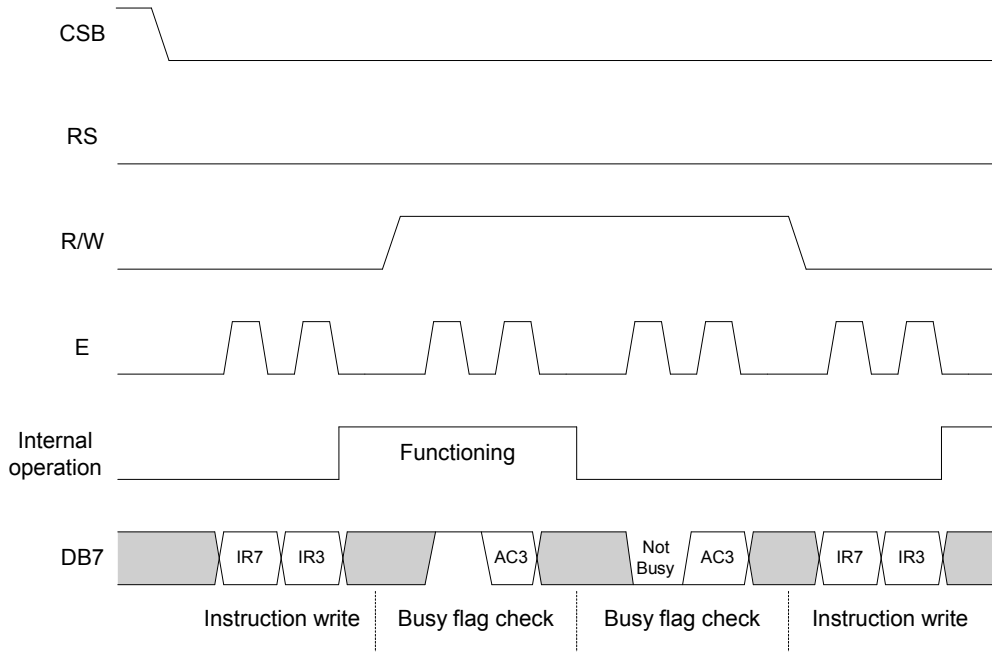 CSB
RS
R/W
E
Internal
operation
Functioning
DB7
IR7 IR3 AC3 Not Busy AC3 IR7 IR3
Instruction write Busy flag check Busy flag check Instruction write